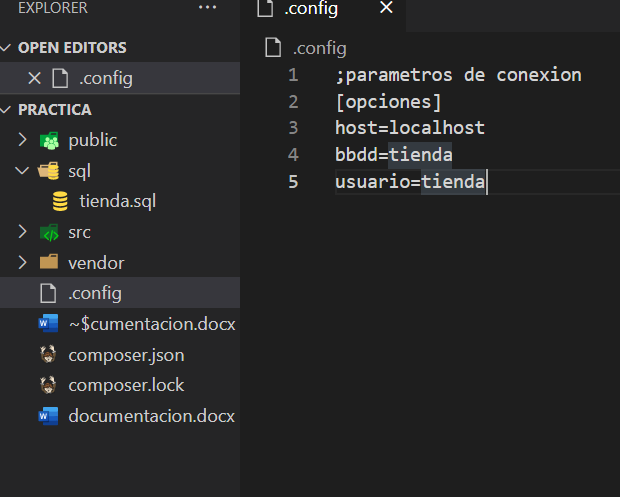 EXPLORER
OPEN EDITORS
.config
PRACTICA
public
sql
tienda.sql
src
vendor
.config
~$cumentacion.docx
composer.json
composer.lock
documentacion.docx
.config
.config
1 ;parametros de conexion
2 [opciones]
3 host=localhost
4 bbdd=tienda
5 usuario=tienda